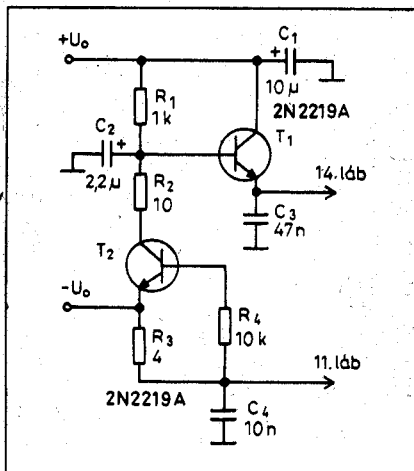 +U₀
C₁
+
10 µ
2N2219A
R₁
1k
C₂
+
2,2 µ
T₁
R₂
10
14. láb
C₃
47n
T₂
-U₀
R₃
4
R₄
10k
11. láb
2N2219A
C₄
10n